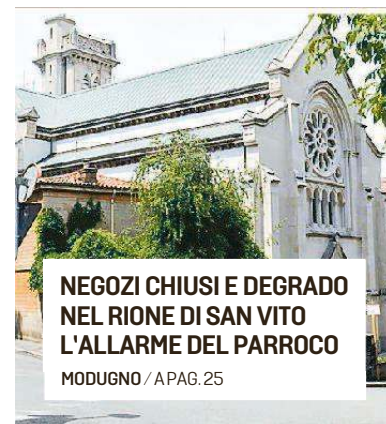 NEGOZI CHIUSI E DEGRADO
NEL RIONE DI SAN VITO
L'ALLARME DEL PARROCO
MODUGNO / A PAG. 25